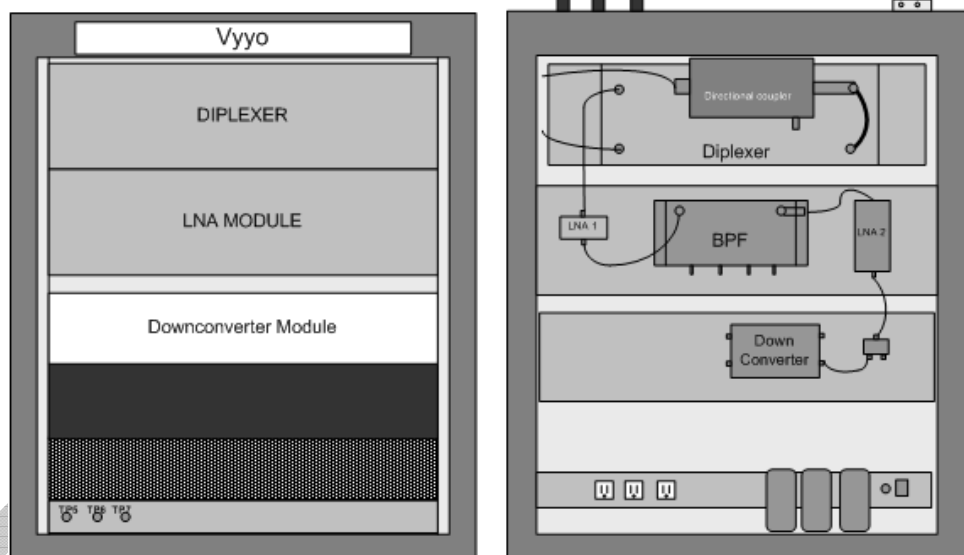 Vyyo
DIPLEXER
LNA MODULE
Downconverter Module
TP5 TP6 TP7
Directional coupler
Diplexer
LNA 1
BPF
LNA 2
Down
Converter